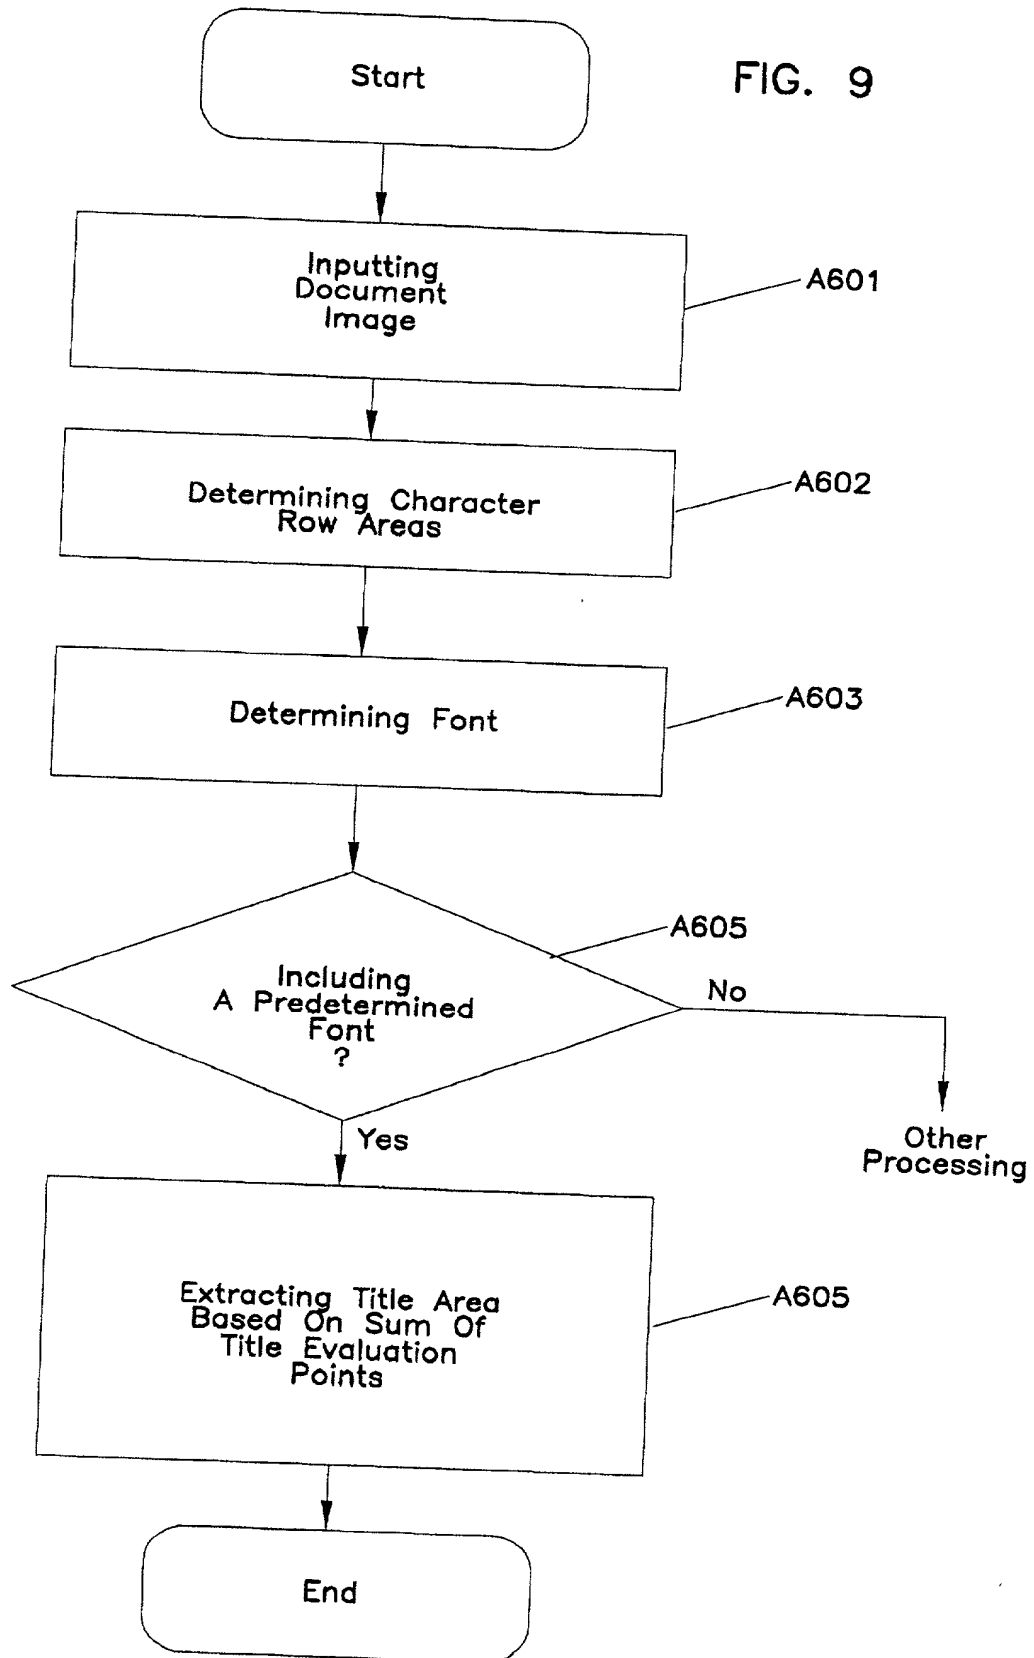 Start
FIG. 9
Inputting
Document
Image
A601
Determining Character
Row Areas
A602
Determining Font
A603
A605
Including
A Predetermined
Font
?
No
Yes
Other
Processing
Extracting Title Area
Based On Sum Of
Title Evaluation
Points
A605
End